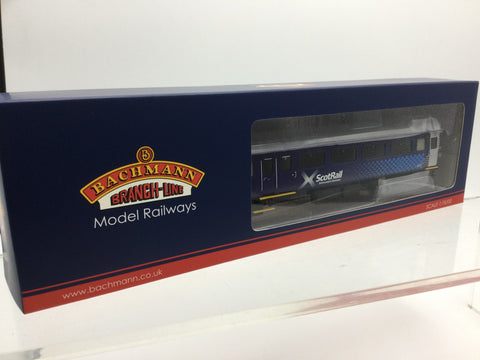 BACHMANN
BRANCH-LINE
Model Railways
www.bachmann.co.uk
ScotRail